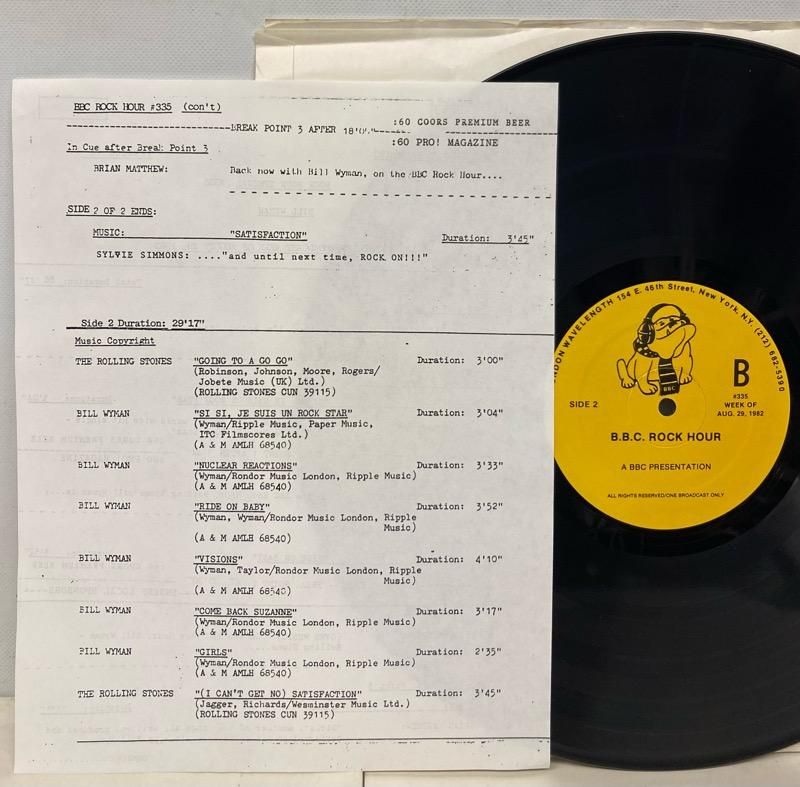 BBC ROCK HOUR #335 (con't)
:60 COORS PREMIUM BEER
BREAK POINT 3 AFTER 18'0
:60 PRO! MAGAZINE
In Cue after Break Point 3
BRIAN MATTHEW: Back now with Bill Wyman, on the BBC Rock Hour....
SIDE 2 OF 2 ENDS:
MUSIC: "SATISFACTION" Duration: 3'45"
SYLVIE SIMMONS: ...."and until next time, ROCK ON!!!"
Side 2 Duration: 29'17"
Music Copyright
THE ROLLING STONES "GOING TO A GO GO" Duration: 3'00"
(Robinson, Johnson, Moore, Rogers/
Jobete Music (UK) Ltd.)
(ROLLING STONES CUN 39115)
BILL WYMAN "SI SI, JE SUIS UN ROCK STAR" Duration: 3'04"
(Wyman/Ripple Music, Paper Music,
ITC Filmscores Ltd.)
(A & M AMLH 68540)
BILL WYMAN "NUCLEAR REACTIONS" Duration: 3'33"
(Wyman/Rondor Music London, Ripple Music)
(A & M AMLH 68540)
BILL WYMAN "RIDE ON BABY" Duration: 3'52"
(Wyman, Wyman/Rondor Music London, Ripple
Music)
(A & M AMLH 68540)
BILL WYMAN "VISIONS" Duration: 4'10"
(Wyman, Taylor/Rondor Music London, Ripple
Music)
(A & M AMLH 68540)
BILL WYMAN "COME BACK SUZANNE" Duration: 3'17"
(Wyman/Rondor Music London, Ripple Music)
(A & M AMLH 68540)
BILL WYMAN "GIRLS" Duration: 2'35"
(Wyman/Rondor Music London, Ripple Music)
(A & M AMLH 68540)
THE ROLLING STONES "(I CAN'T GET NO) SATISFACTION" Duration: 3'45"
(Jagger, Richards/Wesminster Music Ltd.)
(ROLLING STONES CUN 39115)
WAVELENGTH 154 E. 46th Street, New York, N.Y. (212) 682-5390
BBC
B
SIDE 2
#335
WEEK OF
AUG. 29, 1982
B.B.C. ROCK HOUR
A BBC PRESENTATION
ALL RIGHTS RESERVED/ONE BROADCAST ONLY